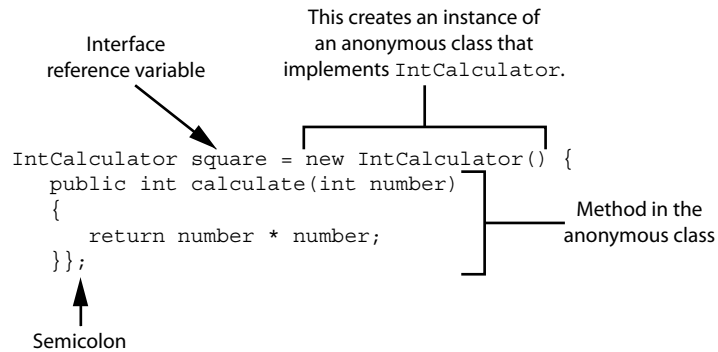 This creates an instance of
an anonymous class that
implements IntCalculator.
Interface
reference variable
IntCalculator square = new IntCalculator() {
public int calculate(int number)
{
return number * number;
}};
Method in the
anonymous class
Semicolon